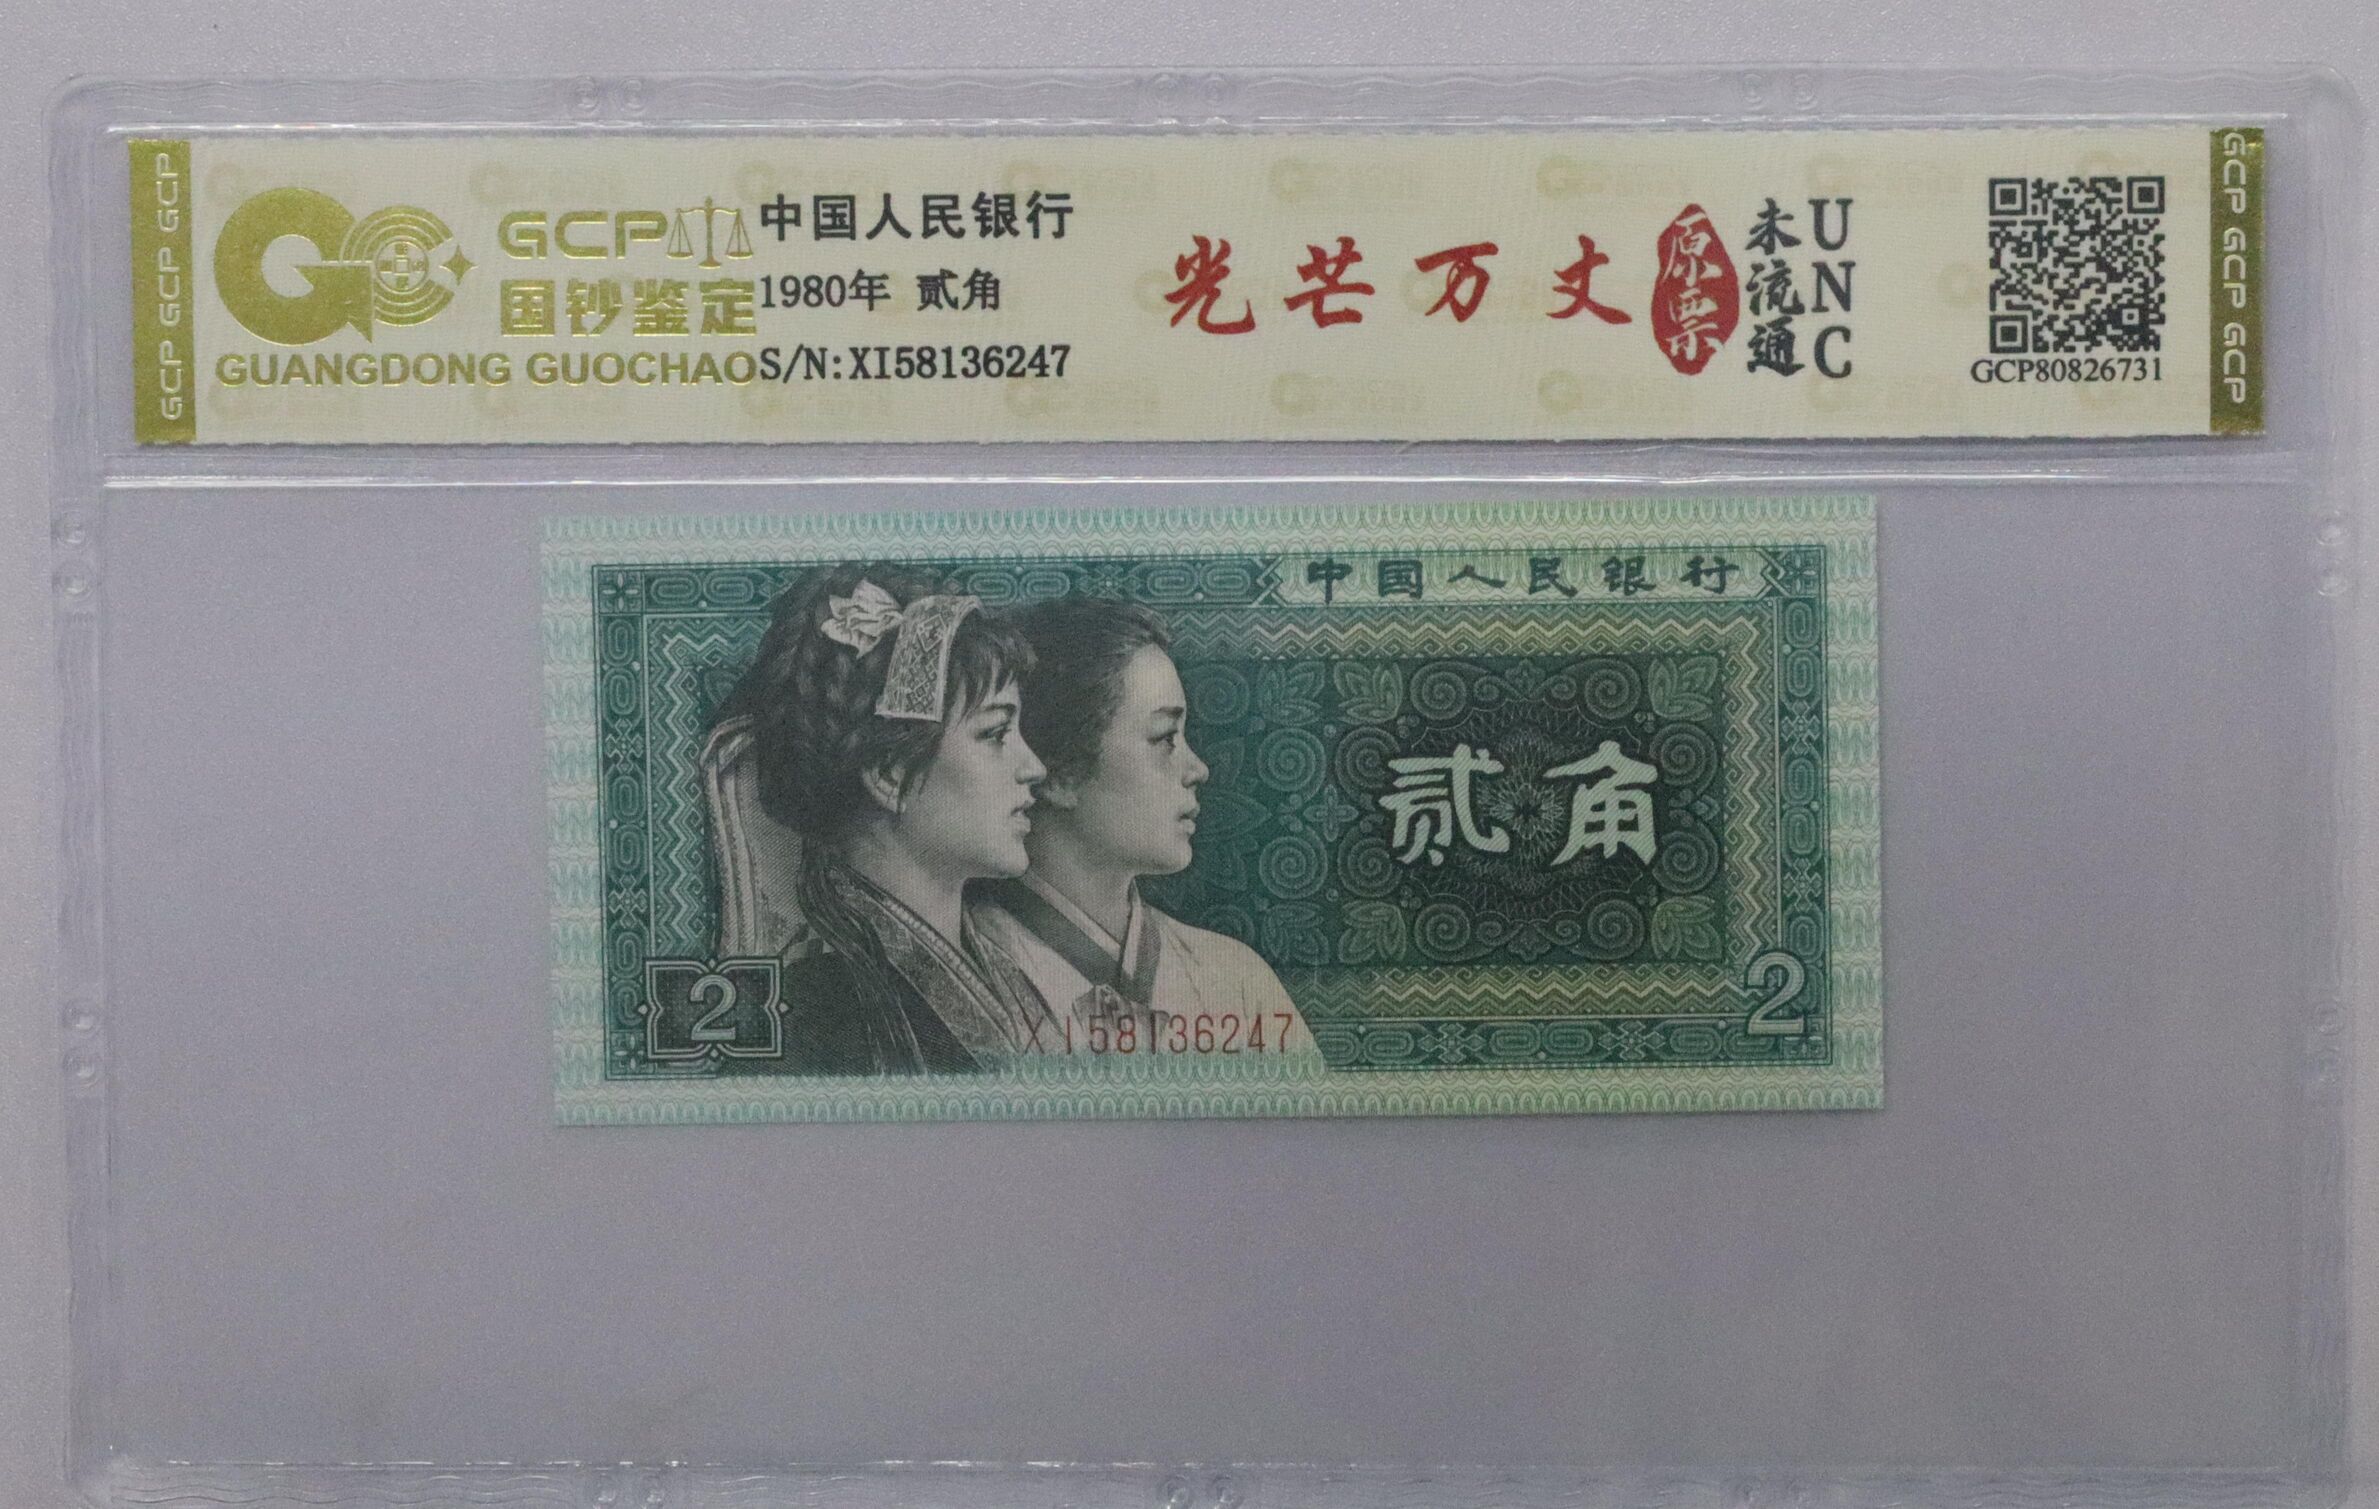 GCP GCP GCP
GCP
国钞鉴定
GUANGDONG GUOCHAO
中国人民银行
1980年 贰角
S/N:XI58136247
光芒万丈
原票
未流通
UNC
GCP80826731
GCP GCP GCP
中国人民银行
贰角
2
2
XI58136247